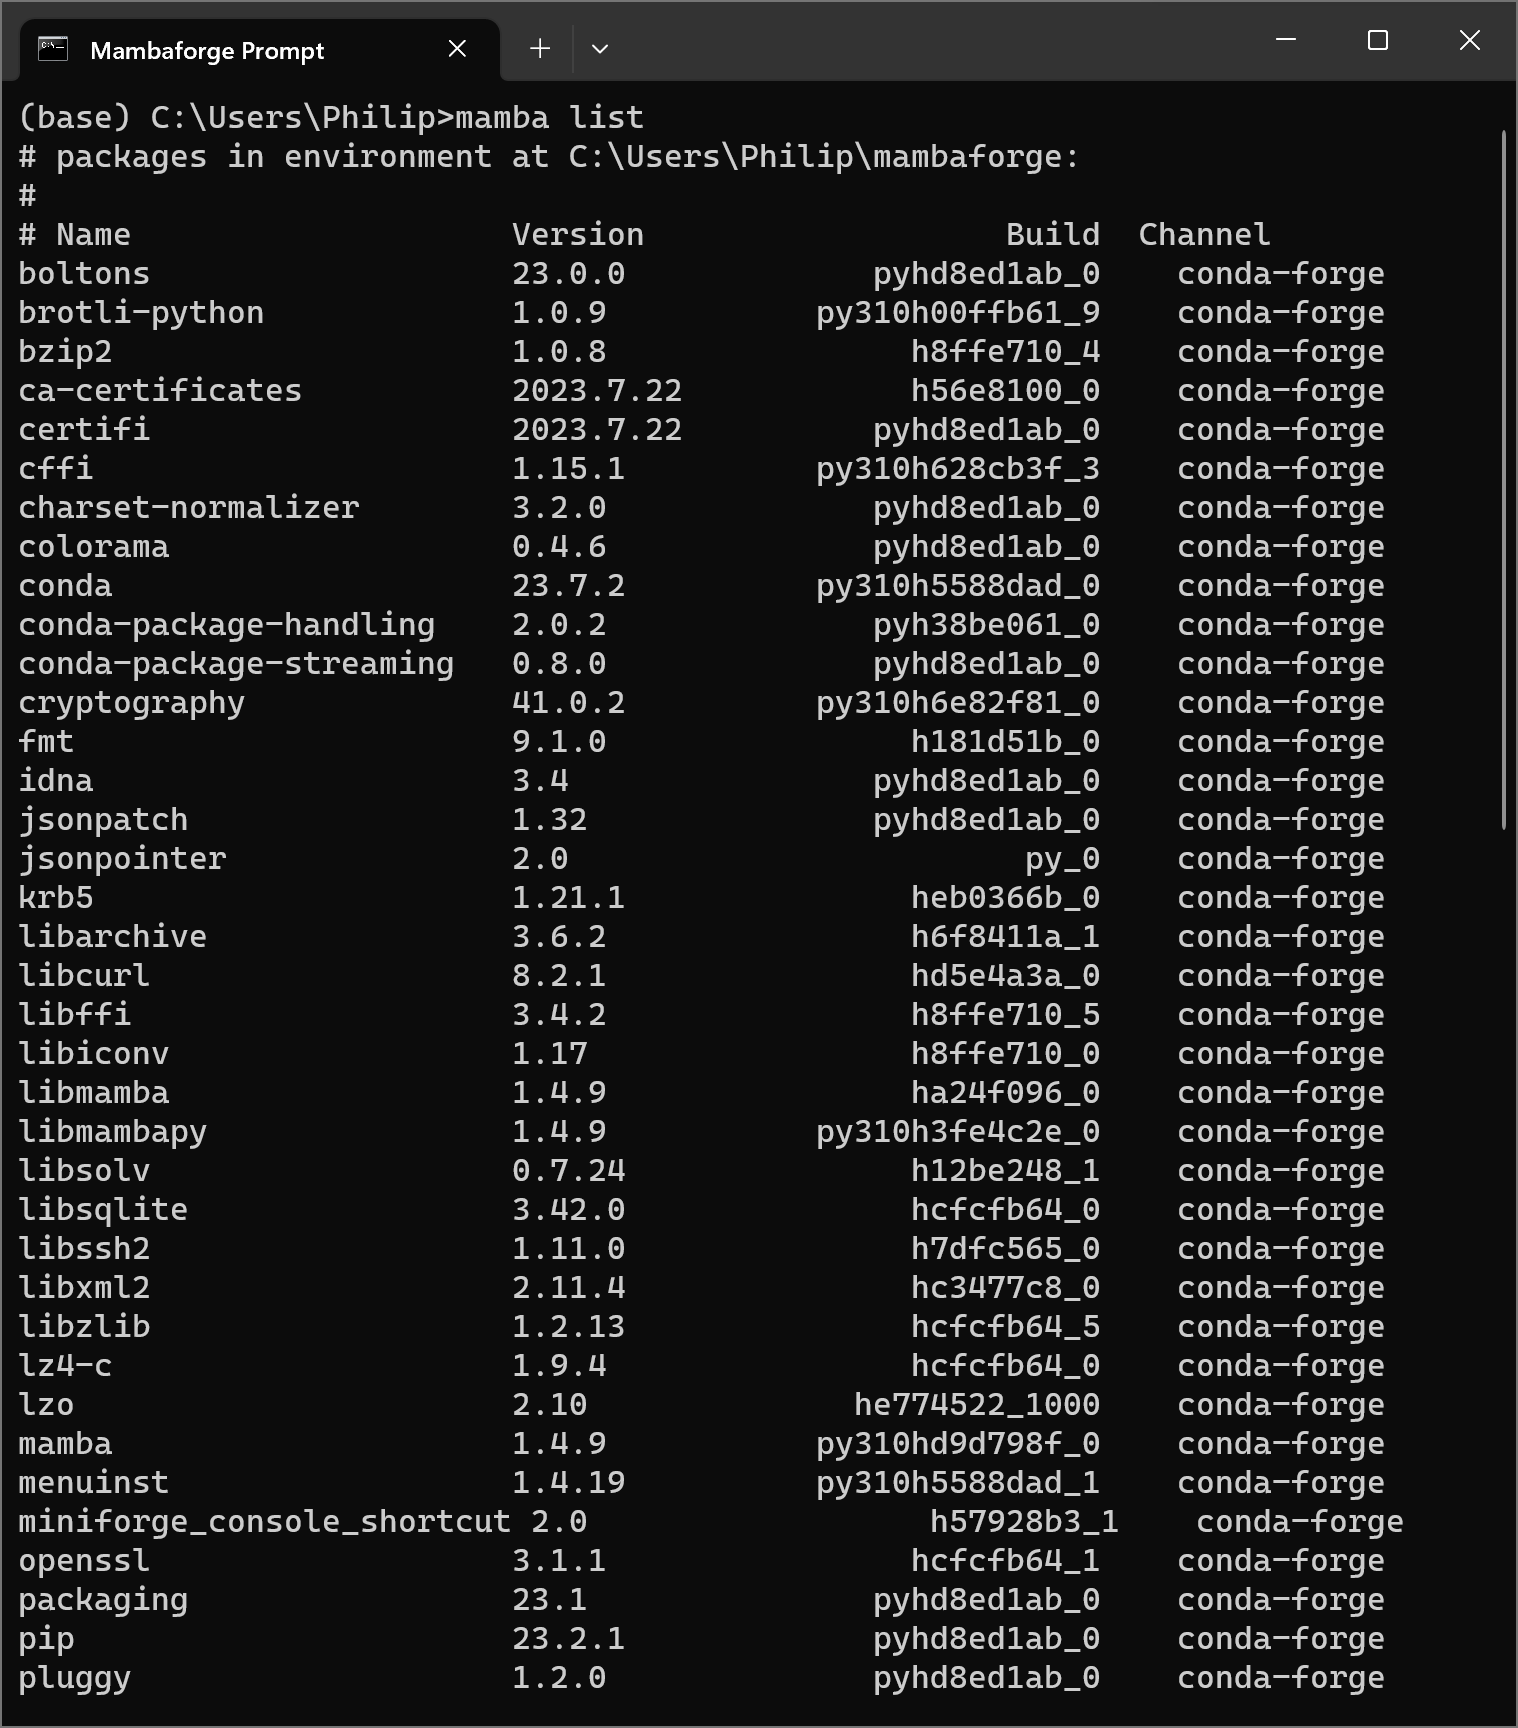 Mambaforge Prompt
(base) C:\Users\Philip>mamba list
# packages in environment at C:\Users\Philip\mambaforge:
#
# Name                    Version                   Build  Channel
boltons                   23.0.0             pyhd8ed1ab_0    conda-forge
brotli-python             1.0.9           py310h00ffb61_9    conda-forge
bzip2                     1.0.8                h8ffe710_4    conda-forge
ca-certificates           2023.7.22            h56e8100_0    conda-forge
certifi                   2023.7.22          pyhd8ed1ab_0    conda-forge
cffi                      1.15.1          py310h628cb3f_3    conda-forge
charset-normalizer        3.2.0              pyhd8ed1ab_0    conda-forge
colorama                  0.4.6              pyhd8ed1ab_0    conda-forge
conda                     23.7.2          py310h5588dad_0    conda-forge
conda-package-handling    2.0.2              pyh38be061_0    conda-forge
conda-package-streaming   0.8.0              pyhd8ed1ab_0    conda-forge
cryptography              41.0.2          py310h6e82f81_0    conda-forge
fmt                       9.1.0                h181d51b_0    conda-forge
idna                      3.4                pyhd8ed1ab_0    conda-forge
jsonpatch                 1.32               pyhd8ed1ab_0    conda-forge
jsonpointer               2.0                        py_0    conda-forge
krb5                      1.21.1               heb0366b_0    conda-forge
libarchive                3.6.2                h6f8411a_1    conda-forge
libcurl                   8.2.1                hd5e4a3a_0    conda-forge
libffi                    3.4.2                h8ffe710_5    conda-forge
libiconv                  1.17                 h8ffe710_0    conda-forge
libmamba                  1.4.9                ha24f096_0    conda-forge
libmambapy                1.4.9           py310h3fe4c2e_0    conda-forge
libsolv                   0.7.24               h12be248_1    conda-forge
libsqlite                 3.42.0               hcfcfb64_0    conda-forge
libssh2                   1.11.0               h7dfc565_0    conda-forge
libxml2                   2.11.4               hc3477c8_0    conda-forge
libzlib                   1.2.13               hcfcfb64_5    conda-forge
lz4-c                     1.9.4                hcfcfb64_0    conda-forge
lzo                       2.10              he774522_1000    conda-forge
mamba                     1.4.9           py310hd9d798f_0    conda-forge
menuinst                  1.4.19          py310h5588dad_1    conda-forge
miniforge_console_shortcut 2.0                  h57928b3_1    conda-forge
openssl                   3.1.1                hcfcfb64_1    conda-forge
packaging                 23.1               pyhd8ed1ab_0    conda-forge
pip                       23.2.1             pyhd8ed1ab_0    conda-forge
pluggy                    1.2.0              pyhd8ed1ab_0    conda-forge